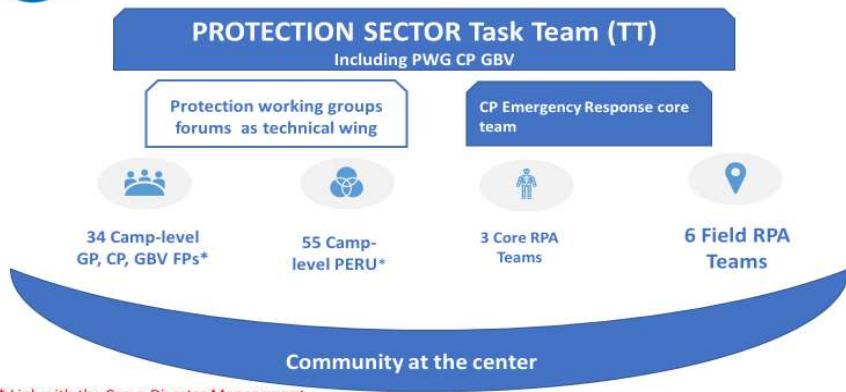 PROTECTION SECTOR Task Team (TT)
Including PWG CP GBV
Protection working groups
forums as technical wing
CP Emergency Response core
team
34 Camp-level
GP, CP, GBV FPs*
55 Camp-
level PERU*
3 Core RPA
Teams
6 Field RPA
Teams
Community at the center